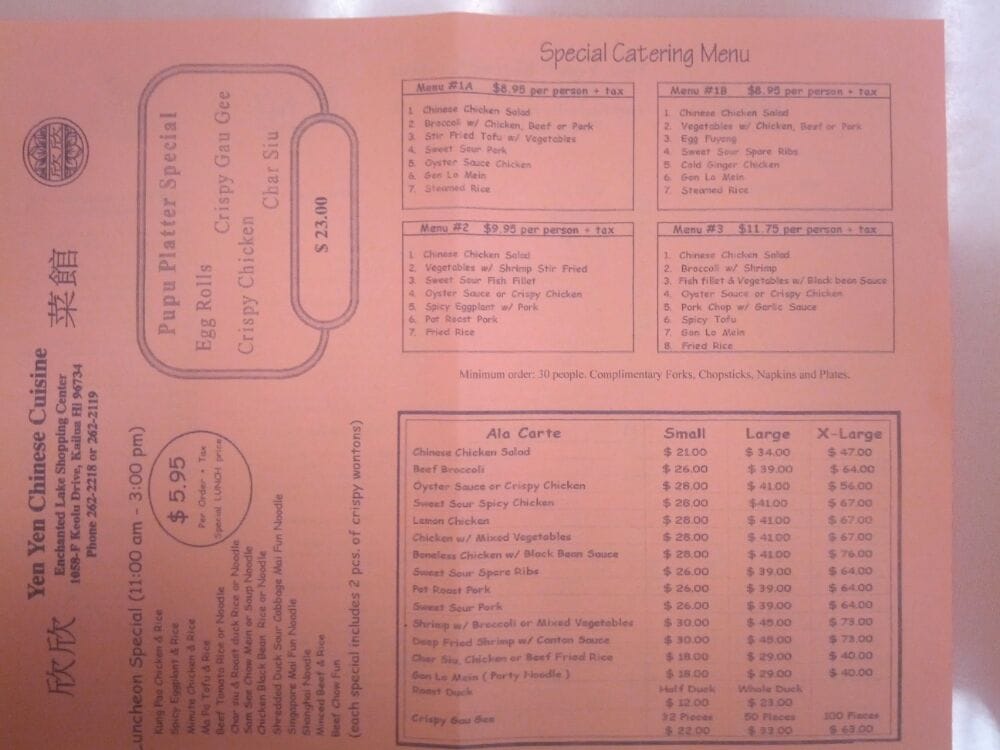 欣欣 菜館
Yen Yen Chinese Cuisine
Enchanted Lake Shopping Center
1058-F Keolu Drive, Kailua HI 96734
Phone 262-2218 or 262-2119
Pupu Platter Special
Egg Rolls Crispy Gau Gee
Crispy Chicken Char Siu
$ 23.00
Luncheon Special (11:00 am - 3:00 pm)
$ 5.95
Per Order + Tax
Special LUNCH price
Kung Pao Chicken & Rice
Spicy Eggplant & Rice
Minute Chicken & Rice
Ma Po Tofu & Rice
Beef Tomato Rice or Noodle
Char siu & Roast duck Rice or Noodle
Sam See Chow Mein or Soup Noodle
Chicken Black Bean Rice or Noodle
Shredded Duck Sour Cabbage Mai Fun Noodle
Singapore Mai Fun Noodle
Shanghai Noodle
Minced Beef & Rice
Beef Chow Fun
(each special includes 2 pcs. of crispy wontons)
Special Catering Menu
Menu #1A $8.95 per person + tax
1. Chinese Chicken Salad
2. Broccoli w/ Chicken, Beef or Pork
3. Stir Fried Tofu w/ Vegetables
4. Sweet Sour Pork
5. Oyster Sauce Chicken
6. Gon Lo Mein
7. Steamed Rice
Menu #1B $8.95 per person + tax
1. Chinese Chicken Salad
2. Vegetables w/ Chicken, Beef or Pork
3. Egg Fuyong
4. Sweet Sour Spare Ribs
5. Cold Ginger Chicken
6. Gon Lo Mein
7. Steamed Rice
Menu #2 $9.95 per person + tax
1. Chinese Chicken Salad
2. Vegetables w/ Shrimp Stir Fried
3. Sweet Sour Fish Fillet
4. Oyster Sauce or Crispy Chicken
5. Spicy Eggplant w/ Pork
6. Pot Roast Pork
7. Fried Rice
Menu #3 $11.75 per person + tax
1. Chinese Chicken Salad
2. Broccoli w/ Shrimp
3. Fish fillet & Vegetables w/ Black bean Sauce
4. Oyster Sauce or Crispy Chicken
5. Pork Chop w/ Garlic Sauce
6. Spicy Tofu
7. Gon Lo Mein
8. Fried Rice
Minimum order: 30 people. Complimentary Forks, Chopsticks, Napkins and Plates.
Ala Carte Small Large X-Large
Chinese Chicken Salad $ 21.00 $ 34.00 $ 47.00
Beef Broccoli $ 26.00 $ 39.00 $ 64.00
Oyster Sauce or Crispy Chicken $ 28.00 $ 41.00 $ 56.00
Sweet Sour Spicy Chicken $ 28.00 $41.00 $ 67.00
Lemon Chicken $ 28.00 $ 41.00 $ 67.00
Chicken w/ Mixed Vegetables $ 28.00 $ 41.00 $ 67.00
Boneless Chicken w/ Black Bean Sauce $ 28.00 $ 41.00 $ 76.00
Sweet Sour Spare Ribs $ 26.00 $ 39.00 $ 64.00
Pot Roast Pork $ 26.00 $ 39.00 $ 64.00
Sweet Sour Pork $ 26.00 $ 39.00 $ 64.00
Shrimp w/ Broccoli or Mixed Vegetables $ 30.00 $ 45.00 $ 73.00
Deep Fried Shrimp w/ Canton Sauce $ 30.00 $ 45.00 $ 73.00
Char Siu, Chicken or Beef Fried Rice $ 18.00 $ 29.00 $ 40.00
Gon Lo Mein ( Party Noodle ) $ 18.00 $ 29.00 $ 40.00
Roast Duck Half Duck Whole Duck
$ 12.00 $ 23.00
Crispy Gau Gee 32 Pieces 50 Pieces 100 Pieces
$ 22.00 $ 33.00 $ 63.00